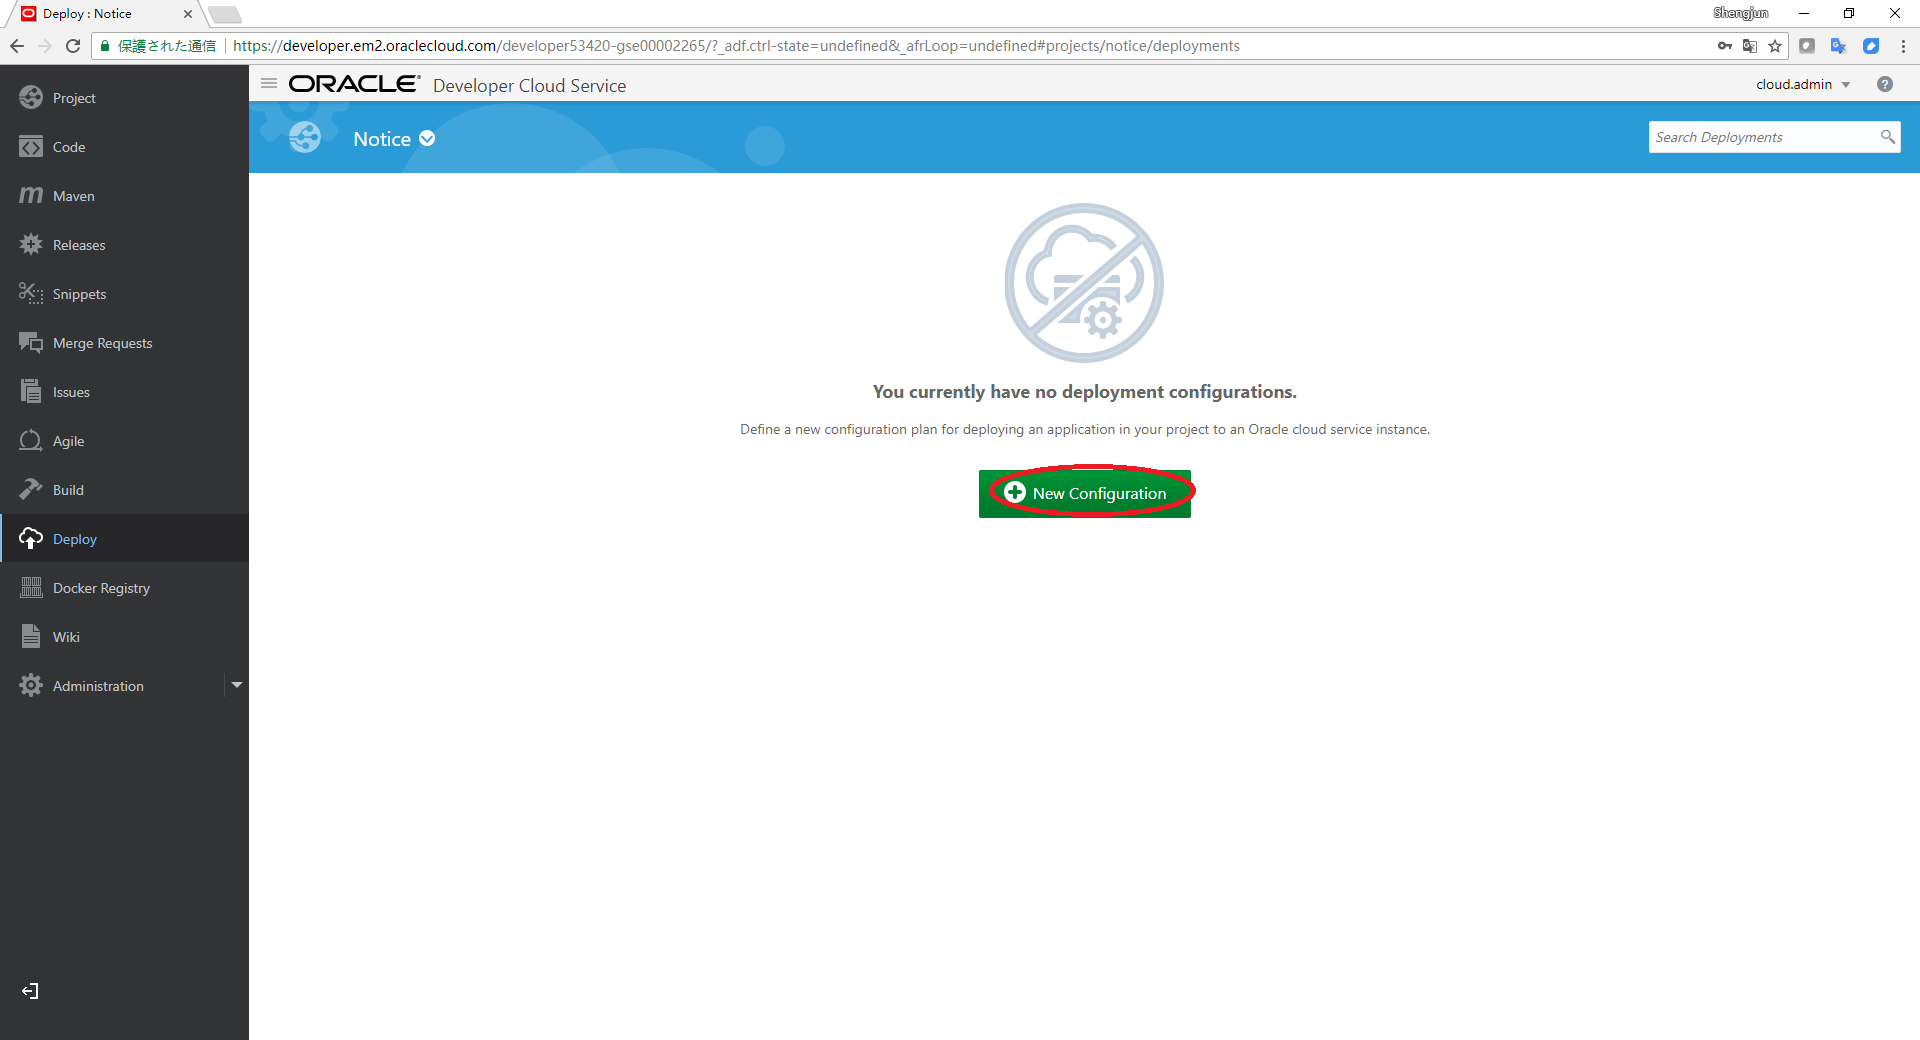 Deploy : Notice
Shengjun
保護された通信
https://developer.em2.oraclecloud.com/developer53420-gse00002265/?_adf.ctrl-state=undefined&_afrLoop=undefined#projects/notice/deployments
ORACLE Developer Cloud Service
cloud.admin
Notice
Search Deployments
Project
Code
Maven
Releases
Snippets
Merge Requests
Issues
Agile
Build
Deploy
Docker Registry
Wiki
Administration
You currently have no deployment configurations.
Define a new configuration plan for deploying an application in your project to an Oracle cloud service instance.
New Configuration